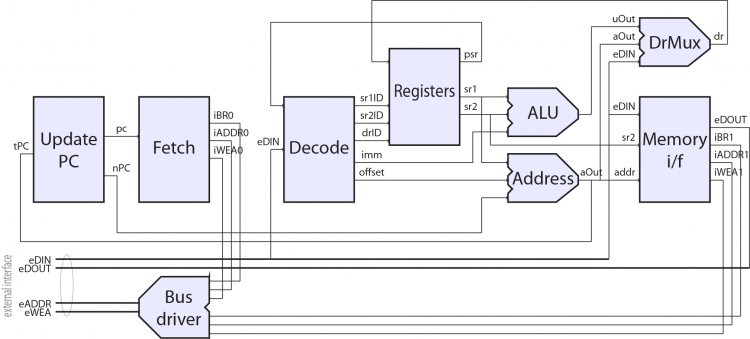 uOut
aOut
eDIN
DrMux
dr
psr
Registers
sr1
sr2
ALU
Update
PC
tPC
pc
nPC
Fetch
iBR0
iADDR0
iWEA0
eDIN
Decode
sr1ID
sr2ID
drID
imm
offset
Address
aOut
eDIN
sr2
addr
Memory
i/f
eDOUT
iBR1
iADDR1
iWEA1
external interface
eDIN
eDOUT
eADDR
eWEA
Bus
driver